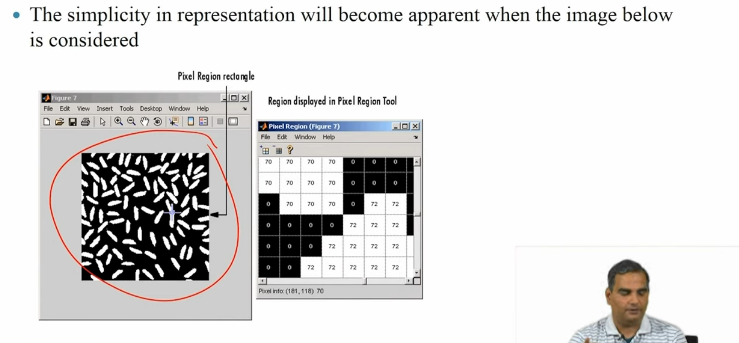 • The simplicity in representation will become apparent when the image below
is considered
Pixel Region rectangle
Region displayed in Pixel Region Tool
Figure 7
File Edit View Insert Tools Desktop Window Help
Pixel Region (Figure 7)
File Edit Window Help
70 70 70 70 0 0 0
70 70 70 70 0 0 0
0 70 70 70 0 72 72
0 0 0 0 72 72 72
0 0 0 72 72 72 72
0 0 72 72 72 72 72
Pixel info: (181, 118) 70